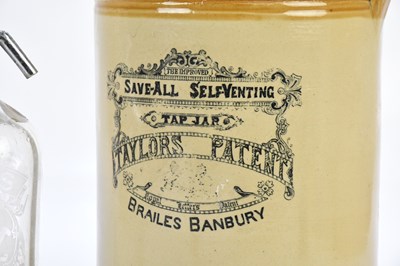 THE IMPROVED
SAVE-ALL SELF-VENTING
TAP JAR
TAYLORS PATENT
BRAILES BANBURY